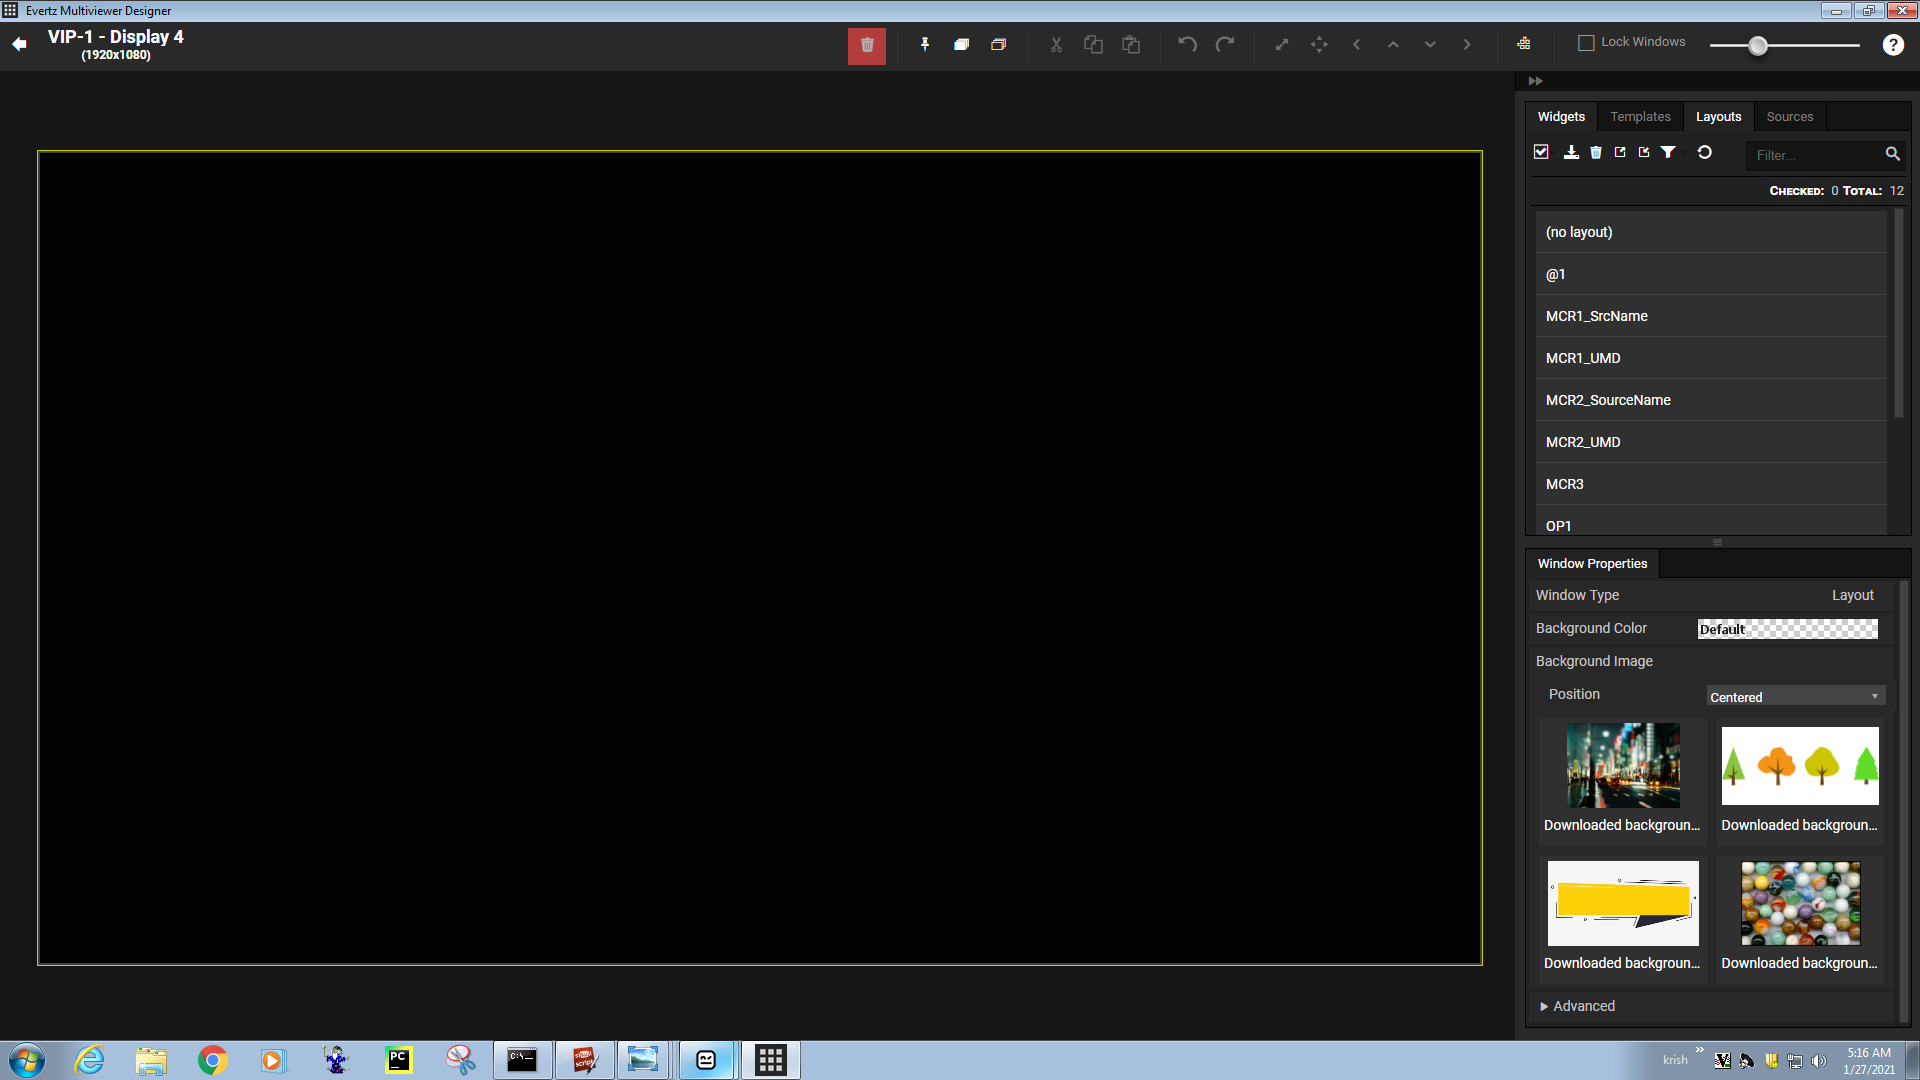 Evertz Multiviewer Designer
VIP-1 - Display 4
(1920x1080)
Lock Windows
?
Widgets
Templates
Layouts
Sources
Filter...
CHECKED: 0 TOTAL: 12
(no layout)
@1
MCR1_SrcName
MCR1_UMD
MCR2_SourceName
MCR2_UMD
MCR3
OP1
Window Properties
Window Type
Layout
Background Color
Default
Background Image
Position
Centered
Downloaded backgroun...
Downloaded backgroun...
Downloaded backgroun...
Downloaded backgroun...
Advanced
PC
C:\
script
krish
5:16 AM
1/27/2021